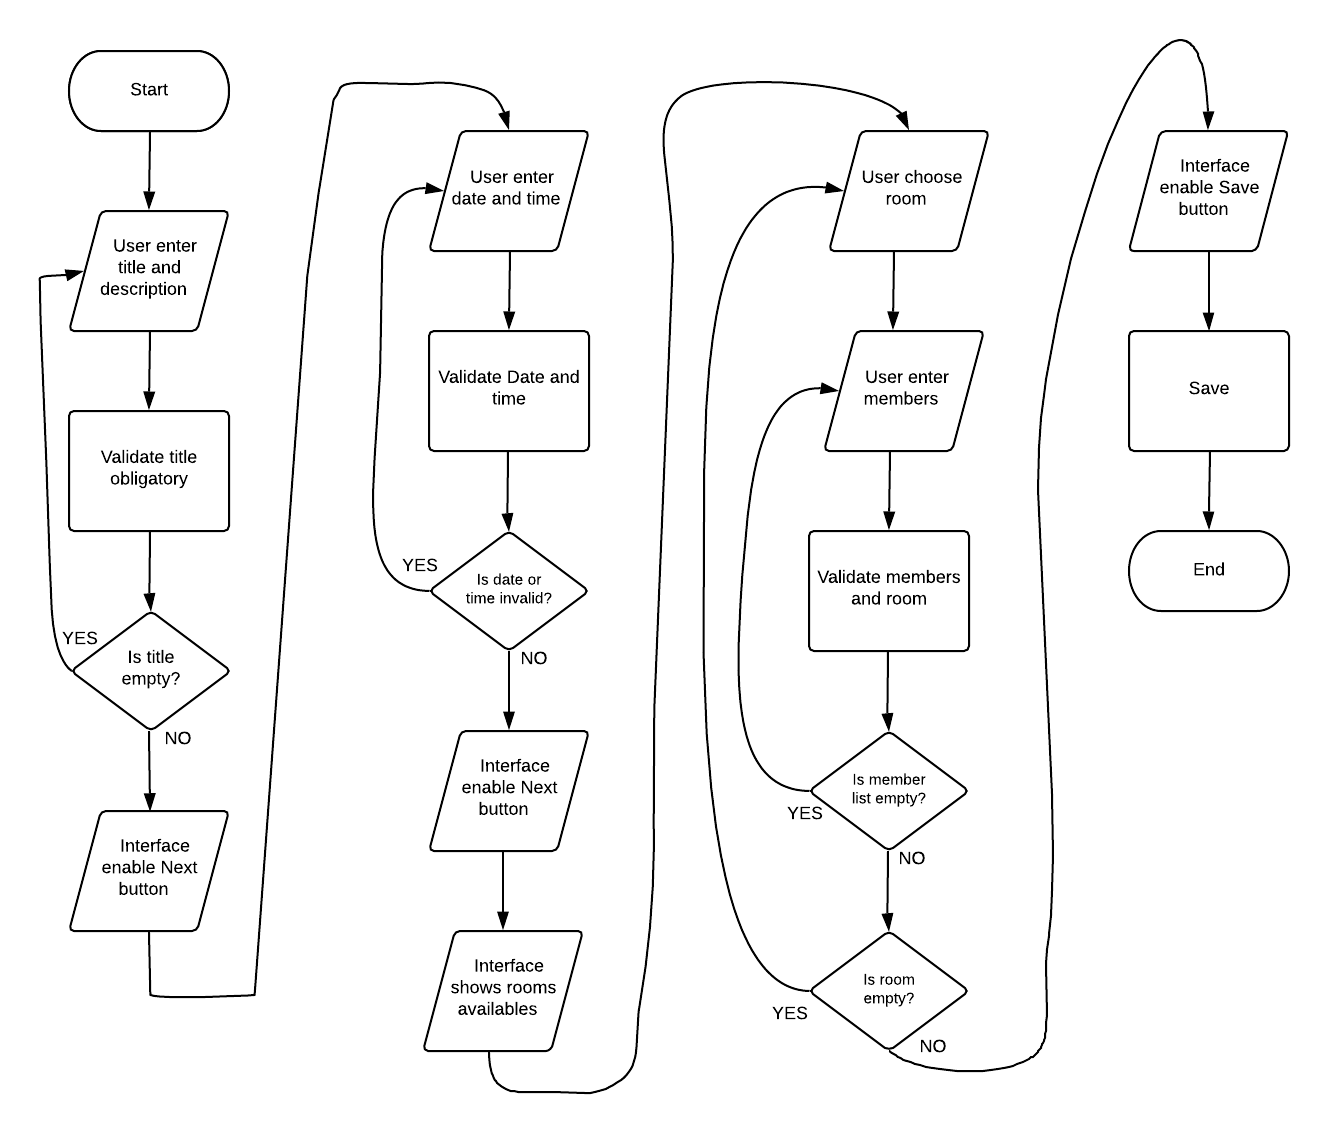 Start
User enter
title and
description
Validate title
obligatory
YES
Is title
empty?
NO
Interface
enable Next
button
User enter
date and time
Validate Date and
time
YES
Is date or
time invalid?
NO
Interface
enable Next
button
Interface
shows rooms
availables
User choose
room
User enter
members
Validate members
and room
Is member
list empty?
YES
NO
Is room
empty?
YES
NO
Interface
enable Save
button
Save
End